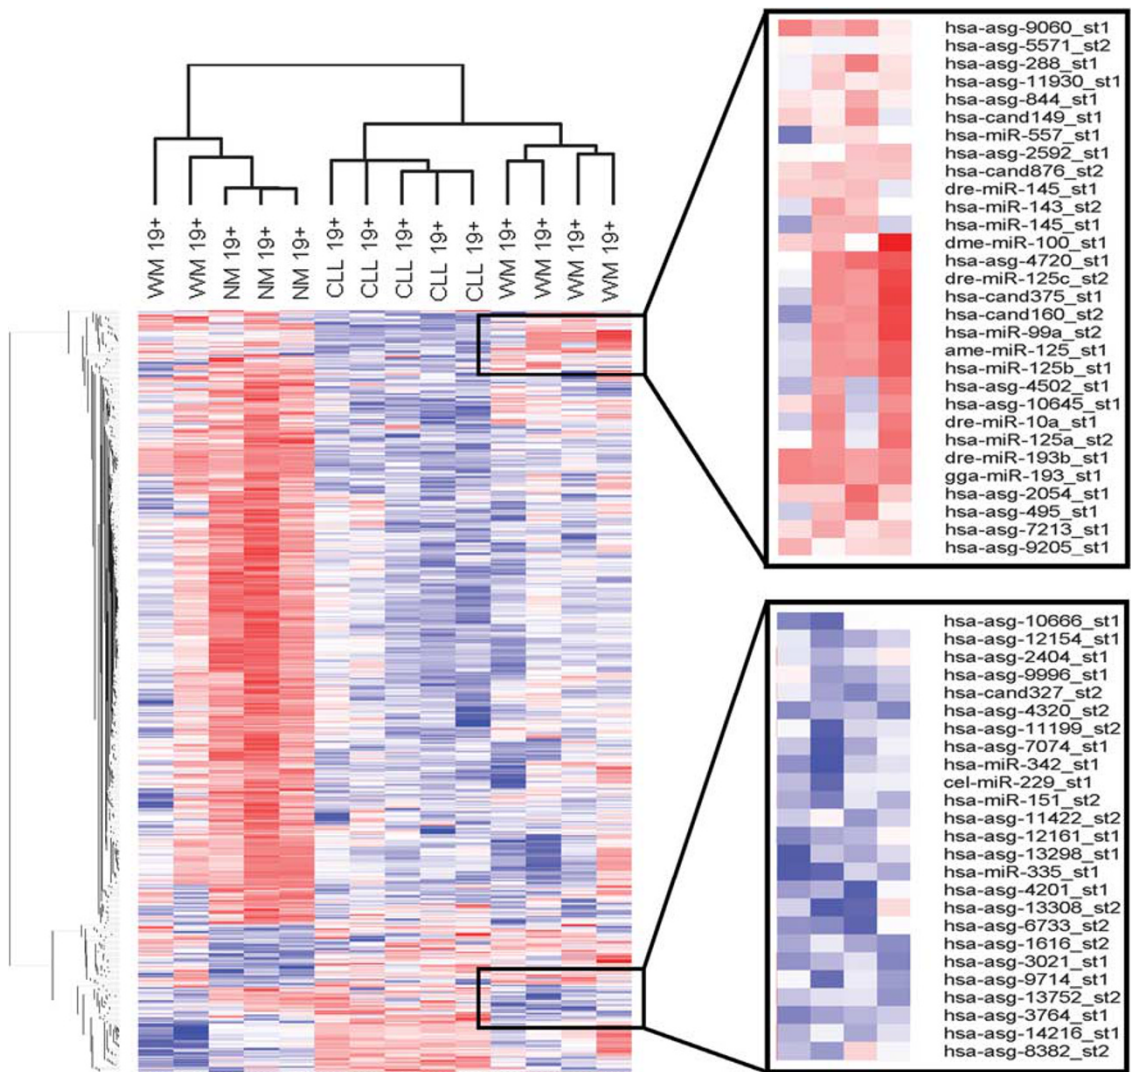 WM 19+
WM 19+
NM 19+
NM 19+
NM 19+
CLL 19+
CLL 19+
CLL 19+
CLL 19+
CLL 19+
WM 19+
WM 19+
WM 19+
WM 19+
hsa-asg-9060_st1
hsa-asg-5571_st2
hsa-asg-288_st1
hsa-asg-11930_st1
hsa-asg-844_st1
hsa-cand149_st1
hsa-miR-557_st1
hsa-asg-2592_st1
hsa-cand876_st2
dre-miR-145_st1
hsa-miR-143_st2
hsa-miR-145_st1
dme-miR-100_st1
hsa-asg-4720_st1
dre-miR-125c_st2
hsa-cand375_st1
hsa-cand160_st2
hsa-miR-99a_st2
ame-miR-125_st1
hsa-miR-125b_st1
hsa-asg-4502_st1
hsa-asg-10645_st1
dre-miR-10a_st1
hsa-miR-125a_st2
dre-miR-193b_st1
gga-miR-193_st1
hsa-asg-2054_st1
hsa-asg-495_st1
hsa-asg-7213_st1
hsa-asg-9205_st1
hsa-asg-10666_st1
hsa-asg-12154_st1
hsa-asg-2404_st1
hsa-asg-9996_st1
hsa-cand327_st2
hsa-asg-4320_st2
hsa-asg-11199_st2
hsa-asg-7074_st1
hsa-miR-342_st1
cel-miR-229_st1
hsa-miR-151_st2
hsa-asg-11422_st2
hsa-asg-12161_st1
hsa-asg-13298_st1
hsa-miR-335_st1
hsa-asg-4201_st1
hsa-asg-13308_st2
hsa-asg-6733_st2
hsa-asg-1616_st2
hsa-asg-3021_st1
hsa-asg-9714_st1
hsa-asg-13752_st2
hsa-asg-3764_st1
hsa-asg-14216_st1
hsa-asg-8382_st2